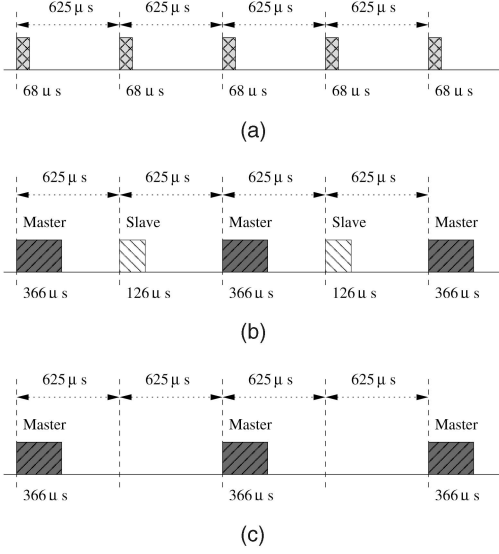 625 μ s 625 μ s 625 μ s 625 μ s
68 μ s 68 μ s 68 μ s 68 μ s 68 μ s
(a)
625 μ s 625 μ s 625 μ s 625 μ s
Master Slave Master Slave Master
366 μ s 126 μ s 366 μ s 126 μ s 366 μ s
(b)
625 μ s 625 μ s 625 μ s 625 μ s
Master Master Master
366 μ s 366 μ s 366 μ s
(c)